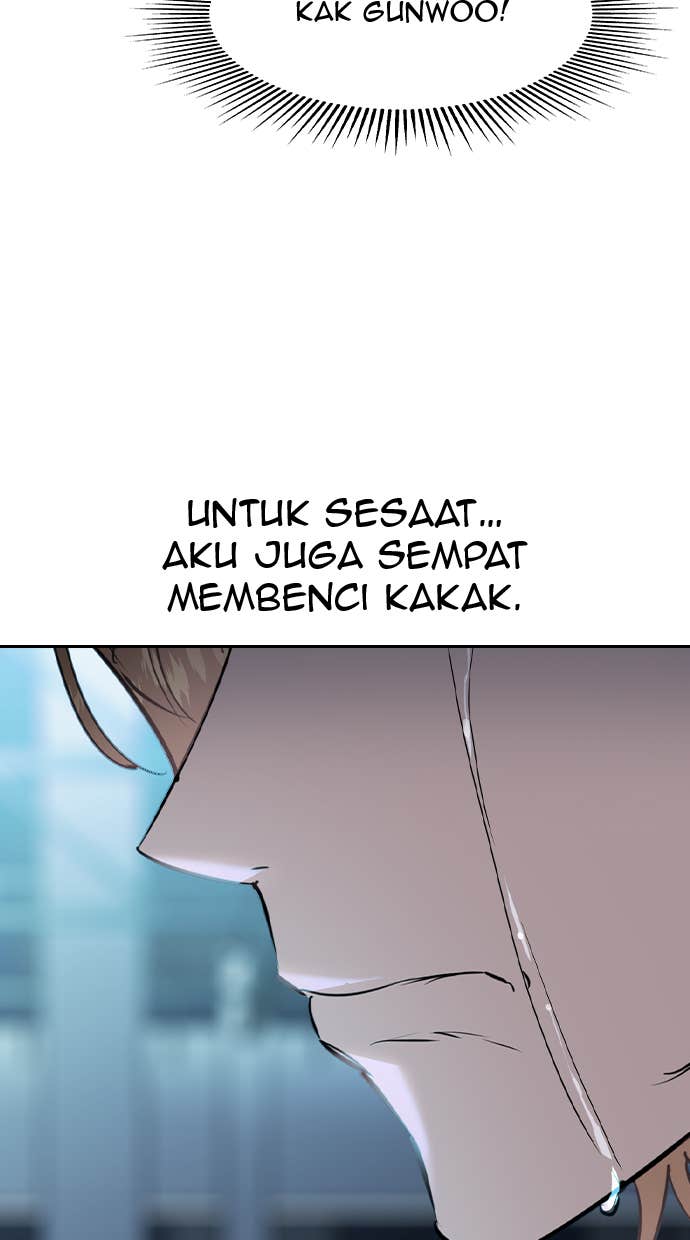 KAK GUNWOO!
UNTUK SESAAT...
AKU JUGA SEMPAT
MEMBENCI KAKAK.